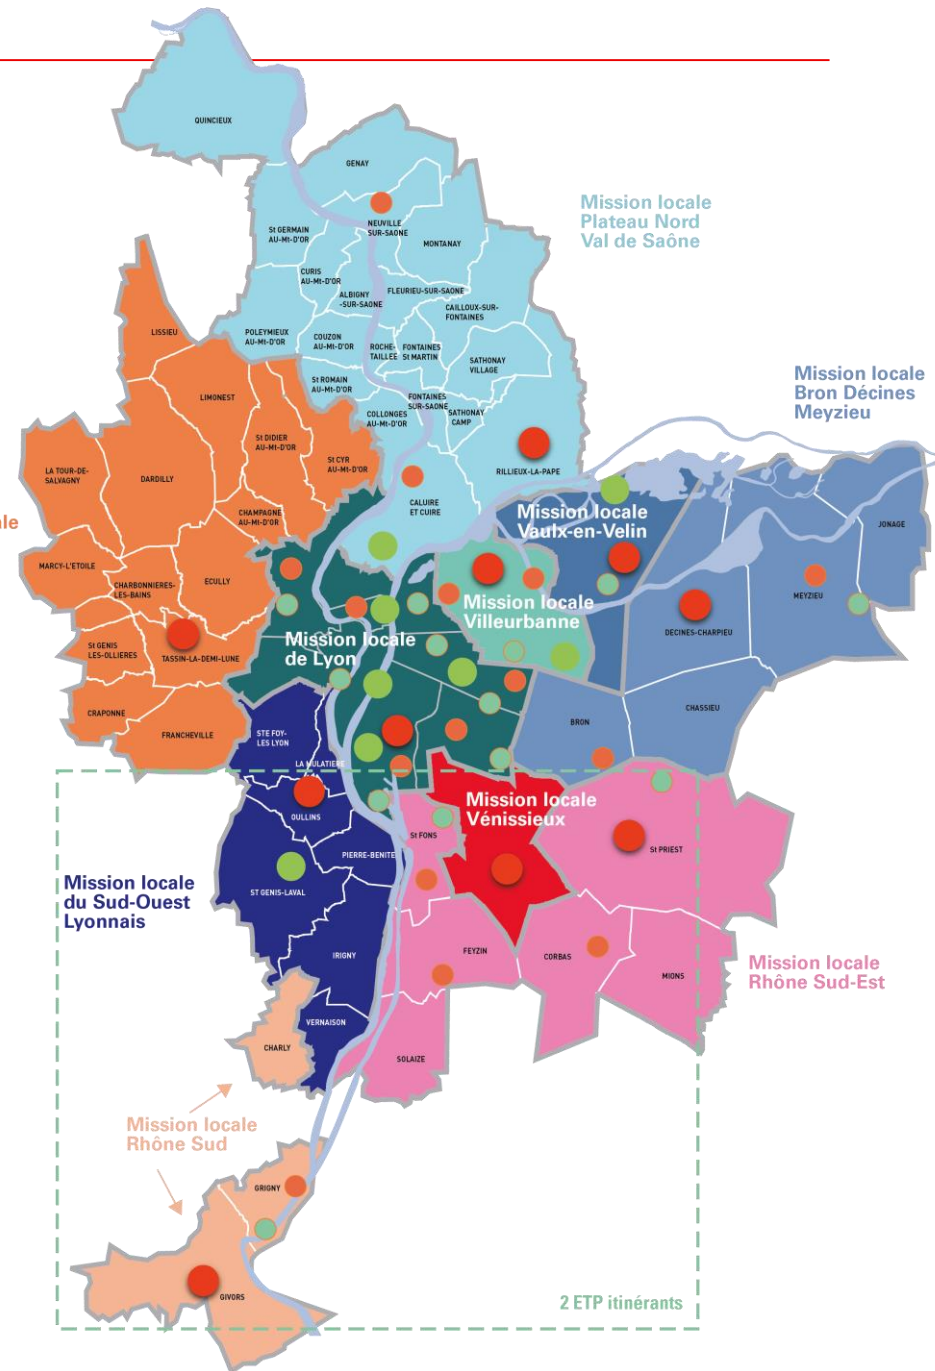 QUINCIEUX
GENAY
NEUVILLE
SUR-SAONE
Mission locale
Plateau Nord
Val de Saône
St GERMAIN
AU-Mt-D'OR
MONTANAY
CURIS
AU-Mt-D'OR
ALBIGNY
-SUR-SAONE
FLEURIEU-SUR-SAONE
CAILLOUX-SUR-
FONTAINES
LISSIEU
POLEYMIEUX
AU-Mt-D'OR
COUZON
AU-Mt-D'OR
ROCHE-
TAILLEE
FONTAINES
St MARTIN
SATHONAY
VILLAGE
St ROMAIN
AU-Mt-D'OR
Mission locale
Bron Décines
Meyzieu
LIMONEST
FONTAINES
SUR-SAONE
COLLONGES
AU-Mt-D'OR
SATHONAY
CAMP
St DIDIER
AU-Mt-D'OR
St CYR
AU-Mt-D'OR
RILLIEUX-LA-PAPE
LA TOUR-DE-
SALVAGNY
DARDILLY
CALUIRE
ET CUIRE
CHAMPAGNE
AU-Mt-D'OR
Mission locale
Vaulx-en-Velin
JONAGE
ale
MARCY-L'ETOILE
CHARBONNIERES-
LES-BAINS
ECULLY
MEYZIEU
Mission locale
Villeurbanne
DECINES-CHARPIEU
Mission locale
de Lyon
St GENIS
LES-OLLIERES
TASSIN-LA-DEMI-LUNE
CRAPONNE
FRANCHEVILLE
STE FOY-
LES LYON
BRON
CHASSIEU
LA MULATIERE
OULLINS
Mission locale
Vénissieux
St FONS
St PRIEST
PIERRE-BENITE
Mission locale
du Sud-Ouest
Lyonnais
ST GENIS-LAVAL
IRIGNY
FEYZIN
CORBAS
MIONS
Mission locale
Rhône Sud-Est
VERNAISON
CHARLY
SOLAIZE
Mission locale
Rhône Sud
GRIGNY
GIVORS
2 ETP itinérants